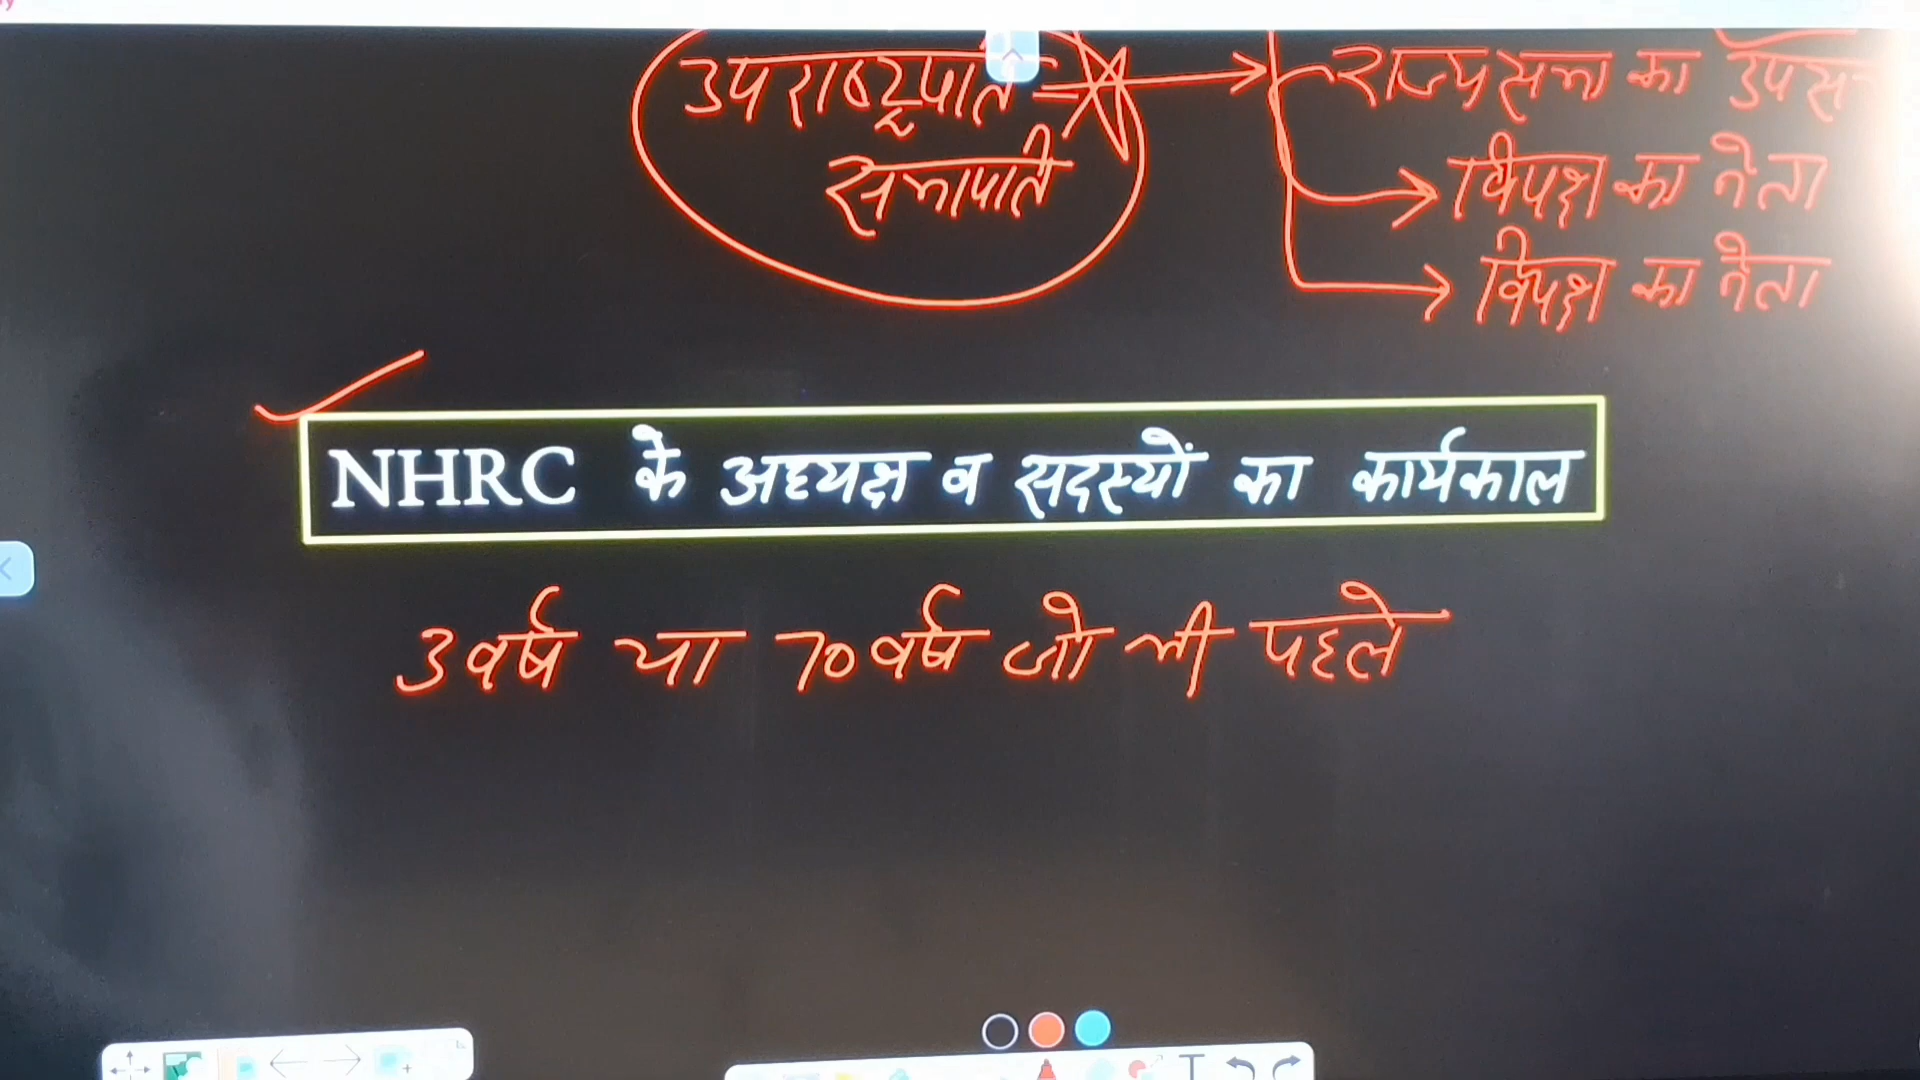 उपराष्ट्रपति
सभापति
राज्यसभा का उपस
विपक्ष का नेता
विपक्ष का नेता
NHRC के अध्यक्ष व सदस्यों का कार्यकाल
3 वर्ष या 70 वर्ष जो भी पहले